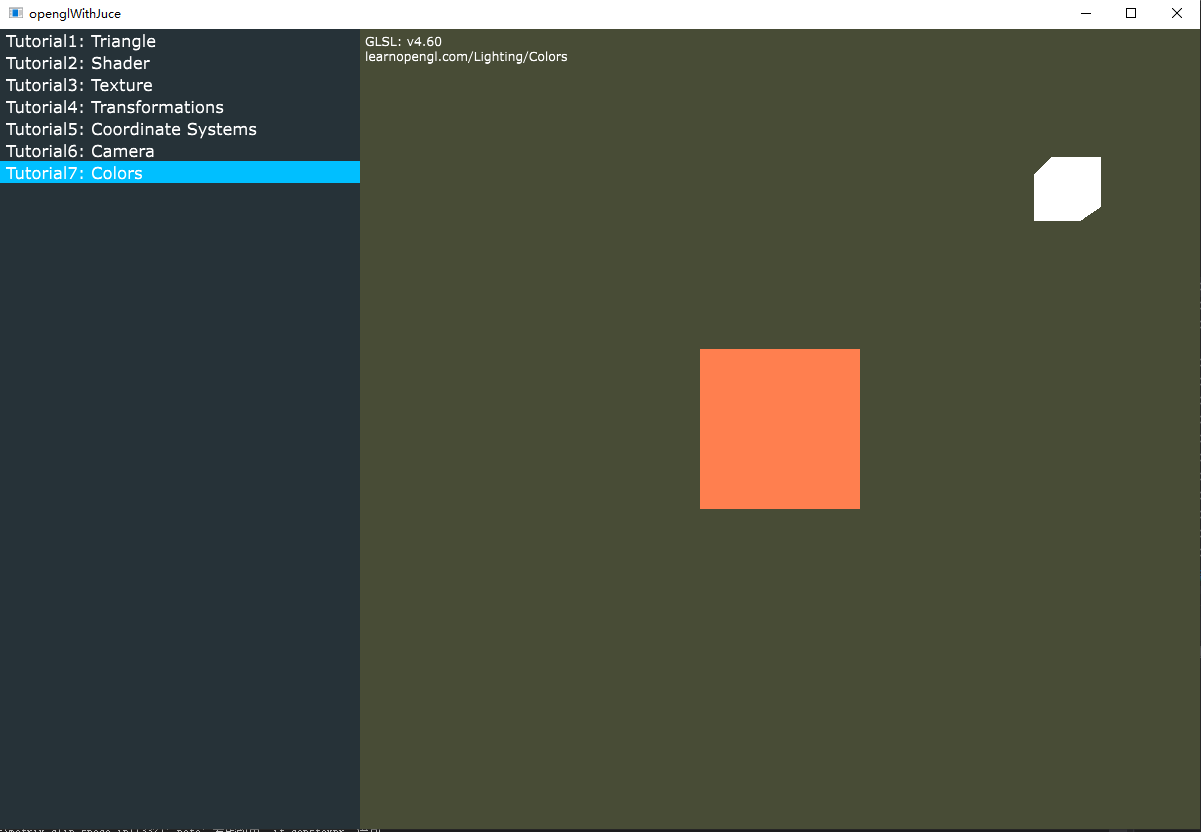 openglWithJuce
Tutorial1: Triangle
Tutorial2: Shader
Tutorial3: Texture
Tutorial4: Transformations
Tutorial5: Coordinate Systems
Tutorial6: Camera
Tutorial7: Colors
GLSL: v4.60
learnopengl.com/Lighting/Colors